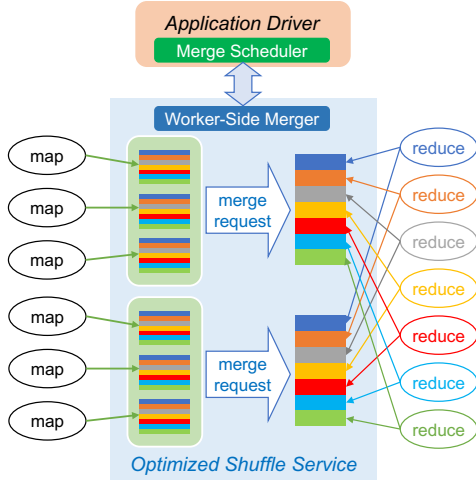 Application Driver
Merge Scheduler
Worker-Side Merger
map
map
map
merge
request
reduce
reduce
reduce
reduce
map
map
map
merge
request
reduce
reduce
reduce
Optimized Shuffle Service